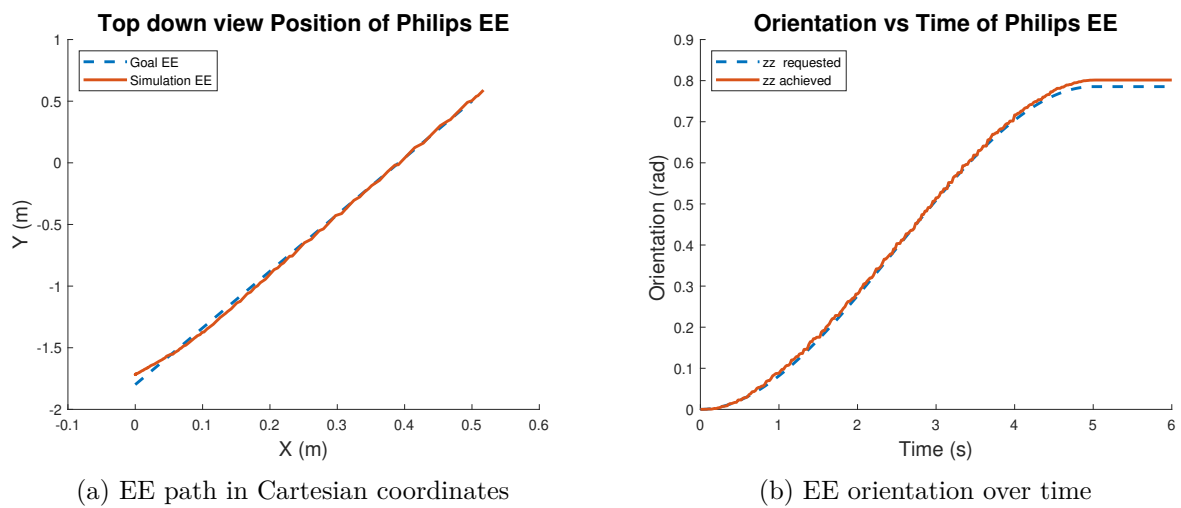 Top down view Position of Philips EE
1
0.5
0
-0.5
-1
-1.5
-2
Y (m)
Goal EE
Simulation EE
-0.1
0
0.1
0.2
0.3
0.4
0.5
0.6
X (m)
(a) EE path in Cartesian coordinates
Orientation vs Time of Philips EE
0.9
0.8
0.7
0.6
0.5
0.4
0.3
0.2
0.1
0
Orientation (rad)
zz requested
zz achieved
0
1
2
3
4
5
6
Time (s)
(b) EE orientation over time